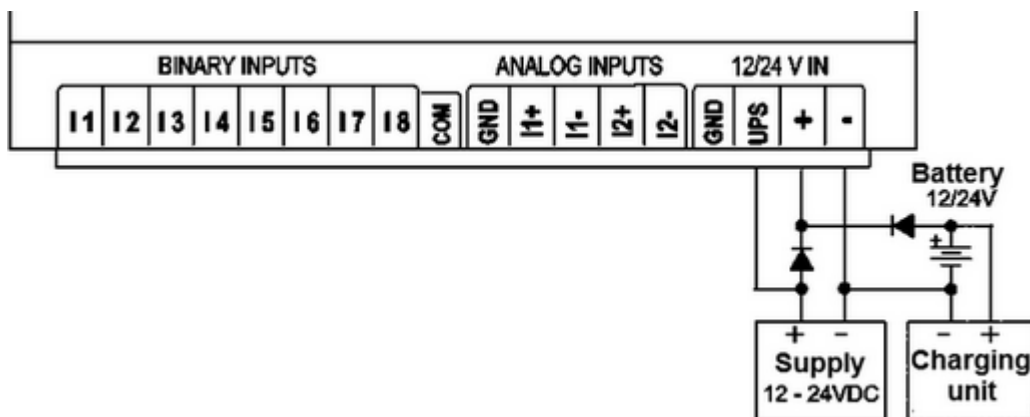 BINARY INPUTS ANALOG INPUTS 12/24 V IN
I1 I2 I3 I4 I5 I6 I7 I8 COM GND I1+ I1- I2+ I2- GND UPS + -
Battery
12/24V
+
+ - - +
Supply Charging
12 - 24VDC unit